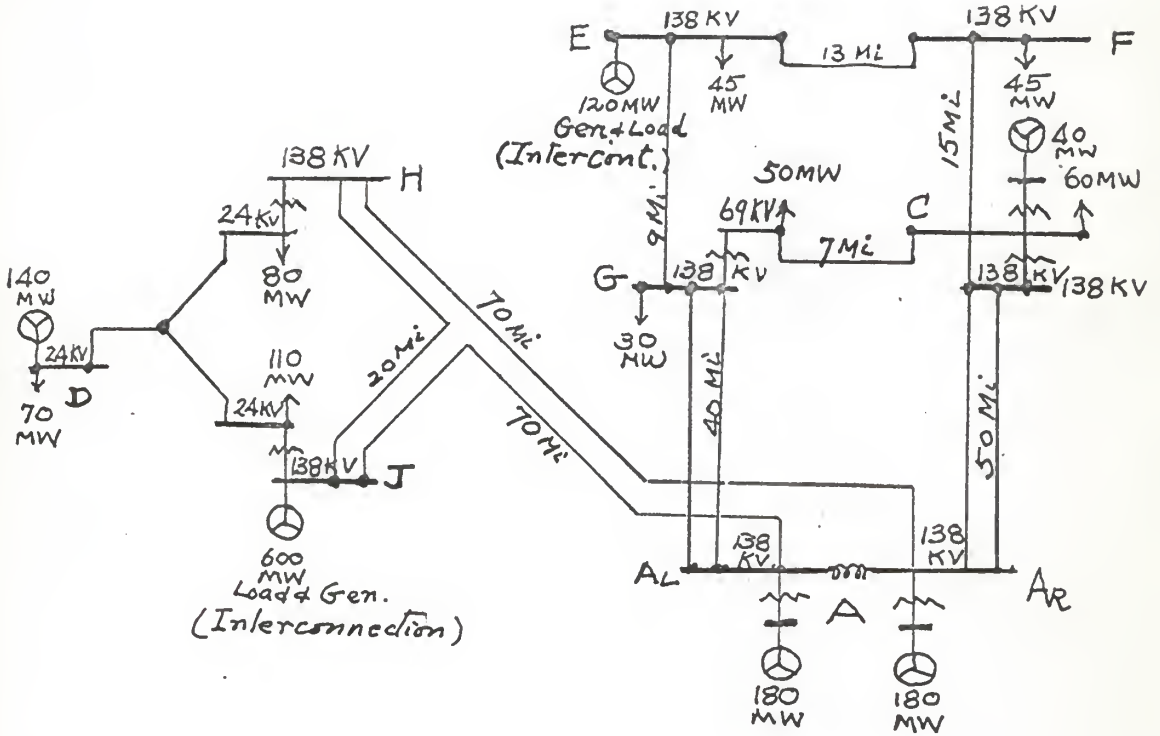 138 KV
138 KV
E
13 Mi
F
120MW
Gen.& Load
(Intercont.)
45
MW
45
MW
15Mi
40
MW
60MW
138 KV
H
50MW
9 Mi
69KV
C
7 Mi
24Kv
80
MW
140
MW
24KV
D
70
MW
G
138 KV
30
MW
138 KV
138 KV
70 Mi
20 Mi
70 Mi
40 Mi
50 Mi
110
MW
24KV
138KV
J
600
MW
Load & Gen.
(Interconnection)
AL
138
KV
A
138
KV
AR
180
MW
180
MW